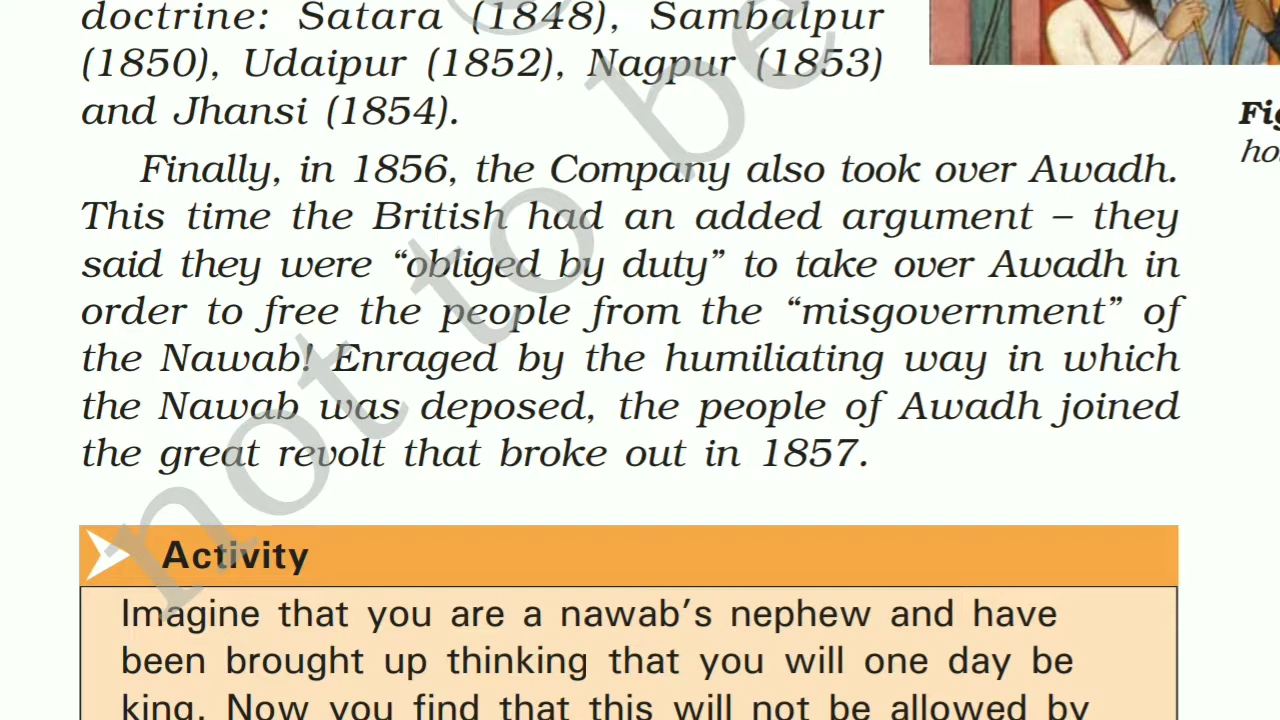 doctrine: Satara (1848), Sambalpur
(1850), Udaipur (1852), Nagpur (1853)
and Jhansi (1854).
Finally, in 1856, the Company also took over Awadh.
This time the British had an added argument – they
said they were “obliged by duty” to take over Awadh in
order to free the people from the “misgovernment” of
the Nawab! Enraged by the humiliating way in which
the Nawab was deposed, the people of Awadh joined
the great revolt that broke out in 1857.
Activity
Imagine that you are a nawab’s nephew and have
been brought up thinking that you will one day be
king. Now you find that this will not be allowed by
not to be